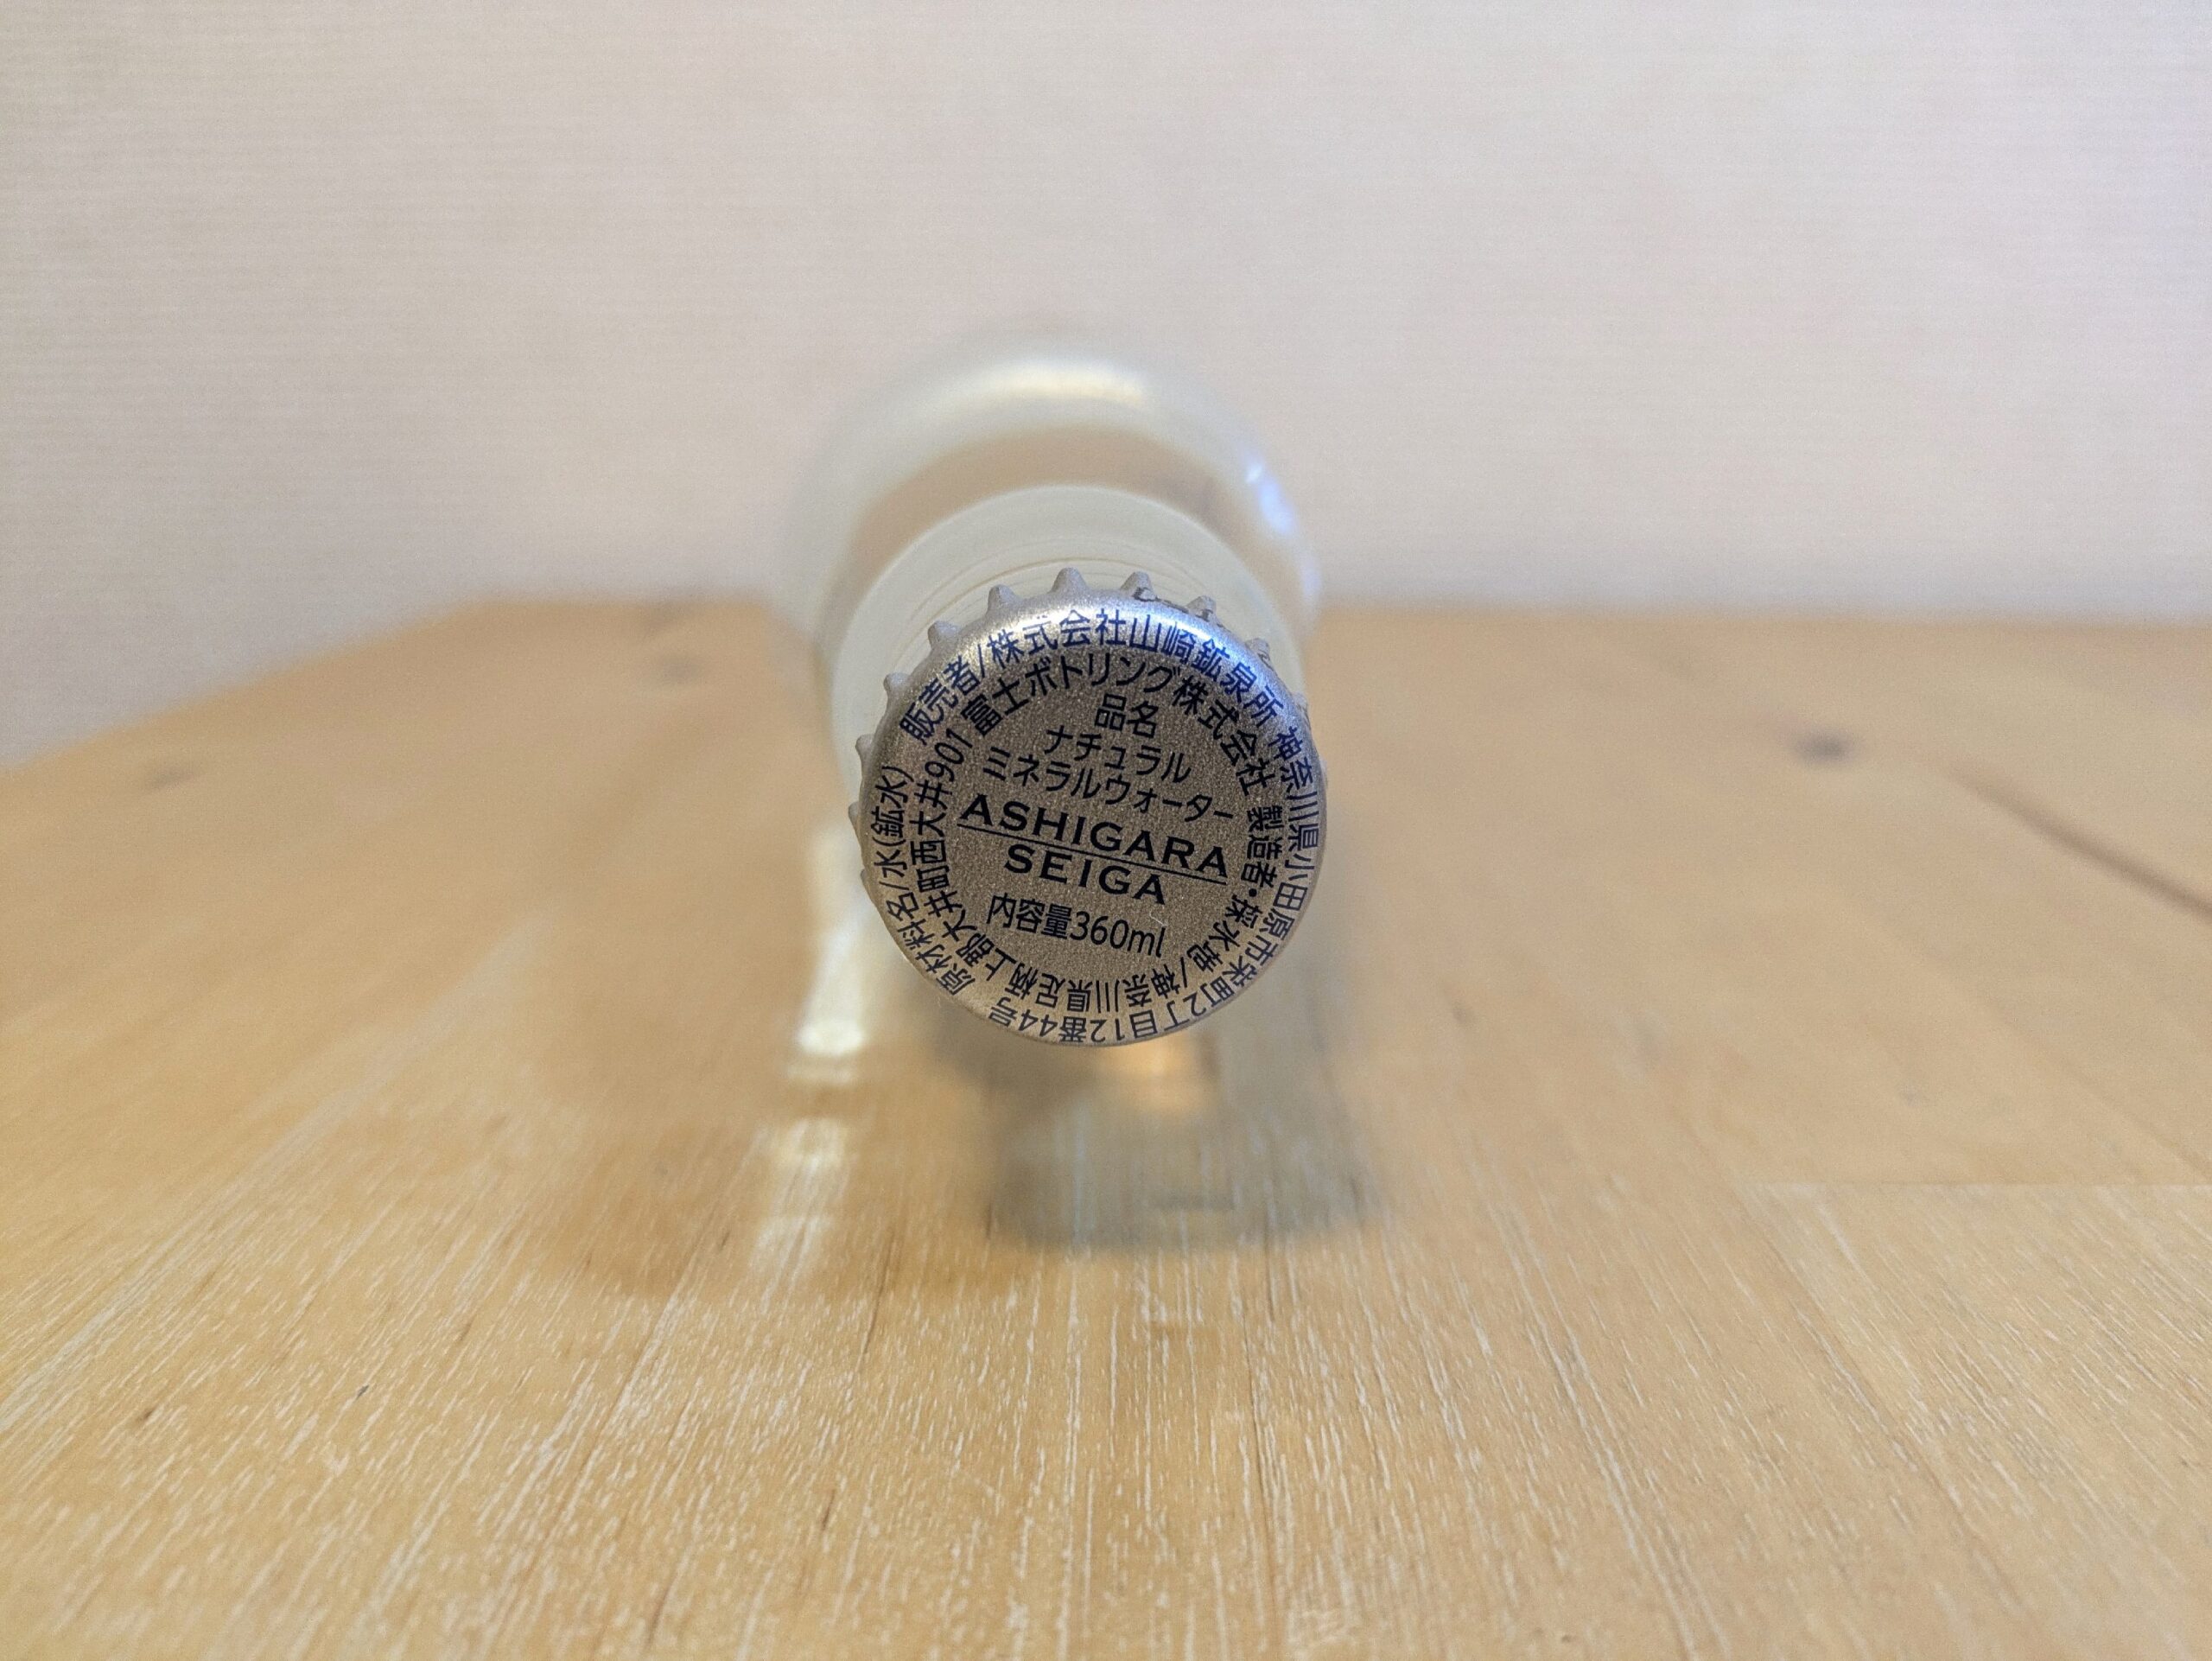 原材料名/水(鉱水)
販売者/株式会社山崎鉱泉所 神奈川県小田原市栄町2丁目12番44号
富士ボトリング株式会社 製造者・採水地/神奈川県足柄上郡大井町西大井901
品名
ナチュラル
ミネラルウォーター
ASHIGARA
SEIGA
内容量360ml